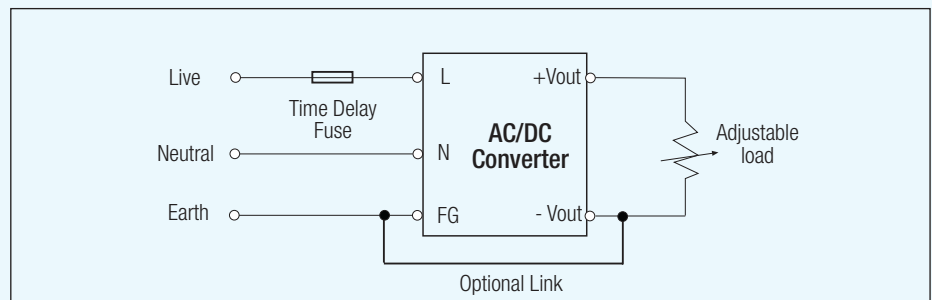 Live
L
+Vout
Time Delay
Fuse
AC/DC
Converter
Adjustable
load
Neutral
N
Earth
FG
- Vout
Optional Link